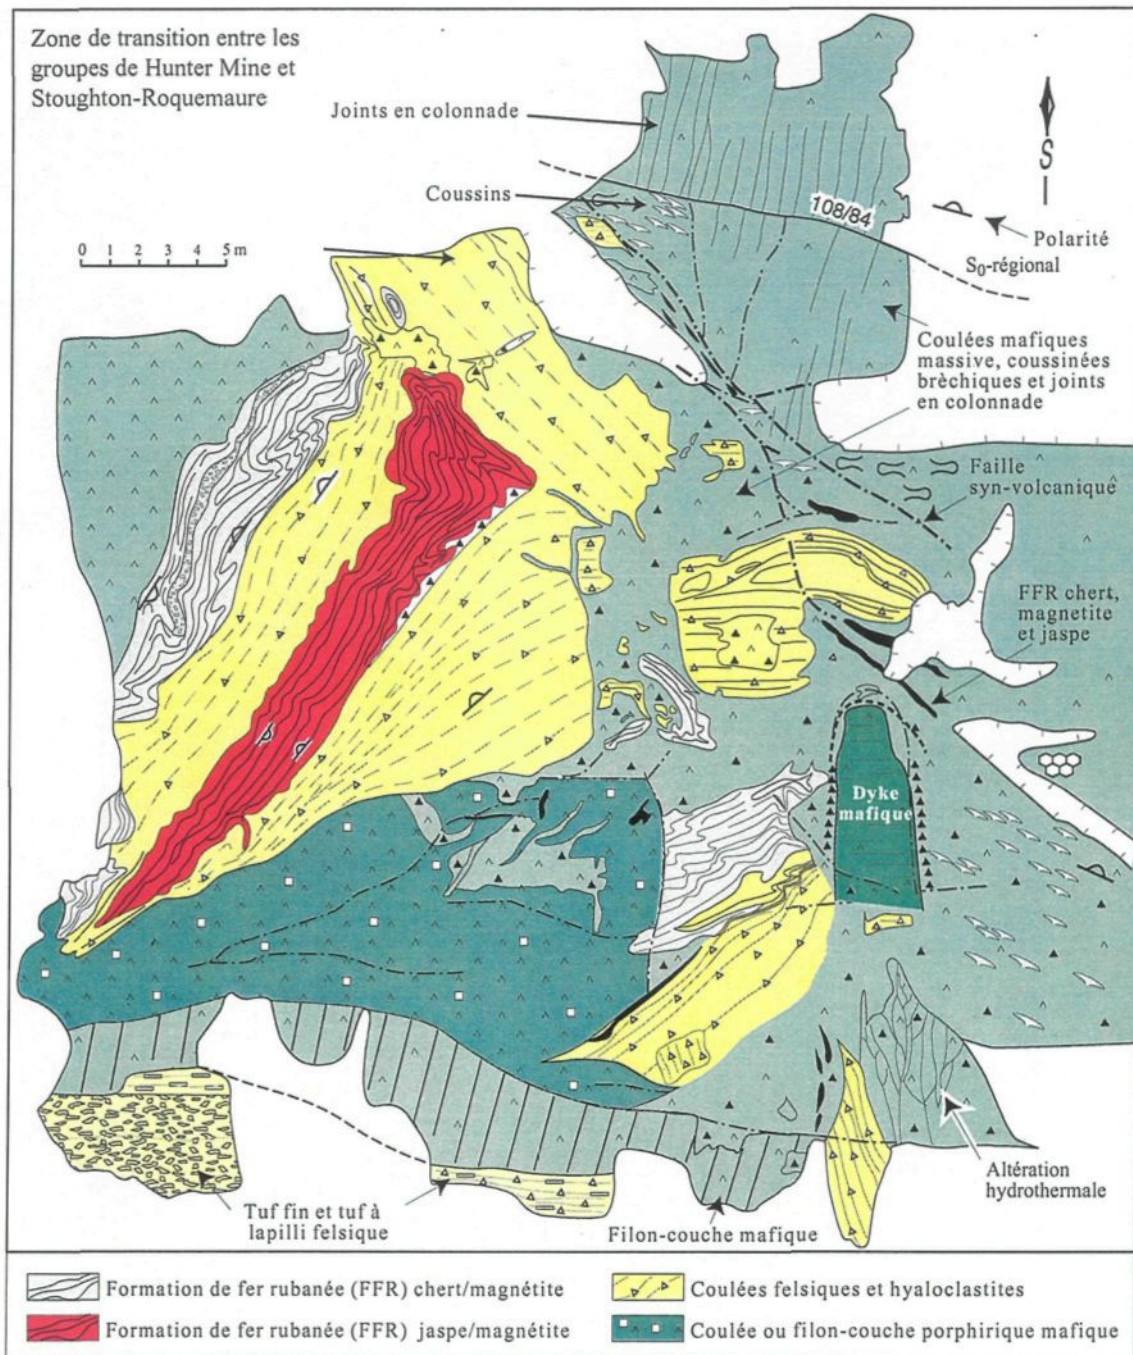 Zone de transition entre les
groupes de Hunter Mine et
Stoughton-Roquemaure
Joints en colonnade
Coussins
S
108/84
Polarité
S0-régional
0 1 2 3 4 5 m
Coulées mafiques
massive, coussinées
brèchiques et joints
en colonnade
Faille
syn-volcanique
FFR chert,
magnetite
et jaspe
Dyke
mafique
Altération
hydrothermale
Tuf fin et tuf à
lapilli felsique
Filon-couche mafique
Formation de fer rubanée (FFR) chert/magnétite
Coulées felsiques et hyaloclastites
Formation de fer rubanée (FFR) jaspe/magnétite
Coulée ou filon-couche porphirique mafique